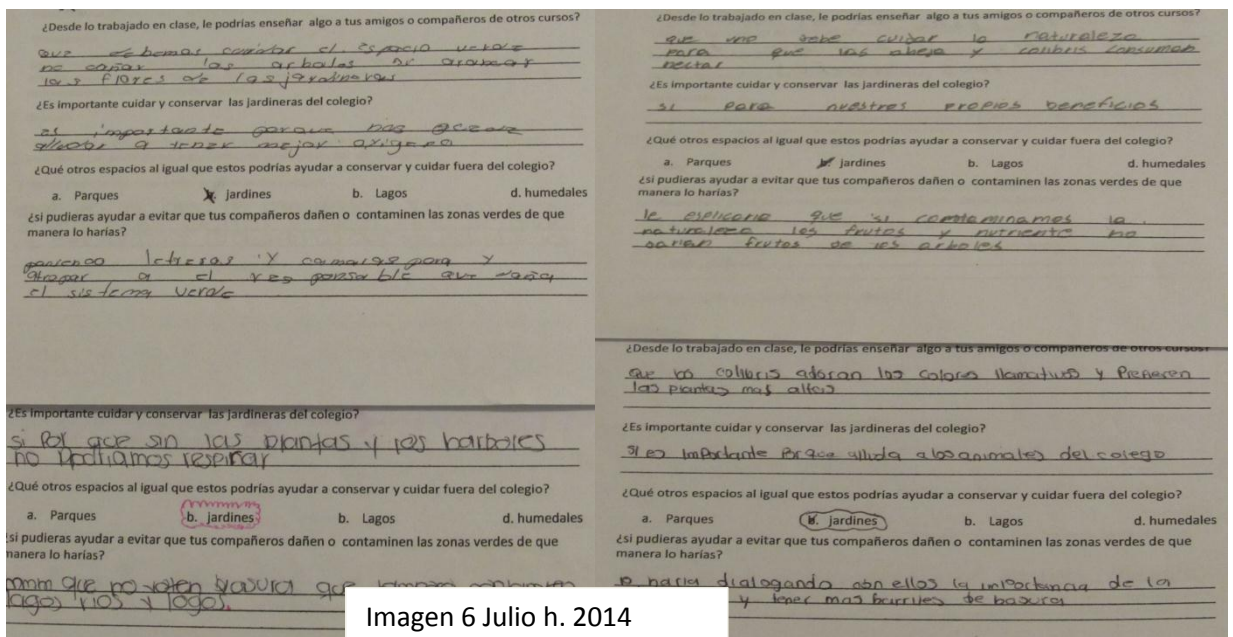 ¿Desde lo trabajado en clase, le podrías enseñar algo a tus amigos o compañeros de otros cursos?
que debemos cuidar el espacio verde
no dañar los arboles ni arrancar
las flores de las jardineras
¿Es importante cuidar y conservar las jardineras del colegio?
es importante porque nos
a tener mejor oxigeno
¿Qué otros espacios al igual que estos podrías ayudar a conservar y cuidar fuera del colegio?
a. Parques jardines b. Lagos d. humedales
¿si pudieras ayudar a evitar que tus compañeros dañen o contaminen las zonas verdes de que
manera lo harías?
poniendo letreros y camaras para y
atrapar a el responsable que daña
el sistema verde
¿Es importante cuidar y conservar las jardineras del colegio?
si Por que sin las plantas y los harboles
no Podriamos respirar
¿Qué otros espacios al igual que estos podrías ayudar a conservar y cuidar fuera del colegio?
a. Parques b. jardines b. Lagos d. humedales
¿si pudieras ayudar a evitar que tus compañeros dañen o contaminen las zonas verdes de que
manera lo harías?
que no voten basura que
lagos rios y lagos.
¿Desde lo trabajado en clase, le podrías enseñar algo a tus amigos o compañeros de otros cursos?
que uno debe cuidar la naturaleza
para que las abeja y colibris consuman
nectar
¿Es importante cuidar y conservar las jardineras del colegio?
si para nuestros propios beneficios
¿Qué otros espacios al igual que estos podrías ayudar a conservar y cuidar fuera del colegio?
a. Parques jardines b. Lagos d. humedales
¿si pudieras ayudar a evitar que tus compañeros dañen o contaminen las zonas verdes de que
manera lo harías?
le esplicaria que si contaminamos la
naturaleza los frutos y nutriente no
darian frutos de los arboles
¿Desde lo trabajado en clase, le podrías enseñar algo a tus amigos o compañeros de otros cursos?
que los colibris adoran los colores llamativos y Prefieren
las plantas mas altas
¿Es importante cuidar y conservar las jardineras del colegio?
si es importante Porque alluda a los animales del colegio
¿Qué otros espacios al igual que estos podrías ayudar a conservar y cuidar fuera del colegio?
a. Parques jardines b. Lagos d. humedales
¿si pudieras ayudar a evitar que tus compañeros dañen o contaminen las zonas verdes de que
manera lo harías?
lo haria dialogando con ellos la importancia de la
y tener mas barriles de basura
Imagen 6 Julio h. 2014